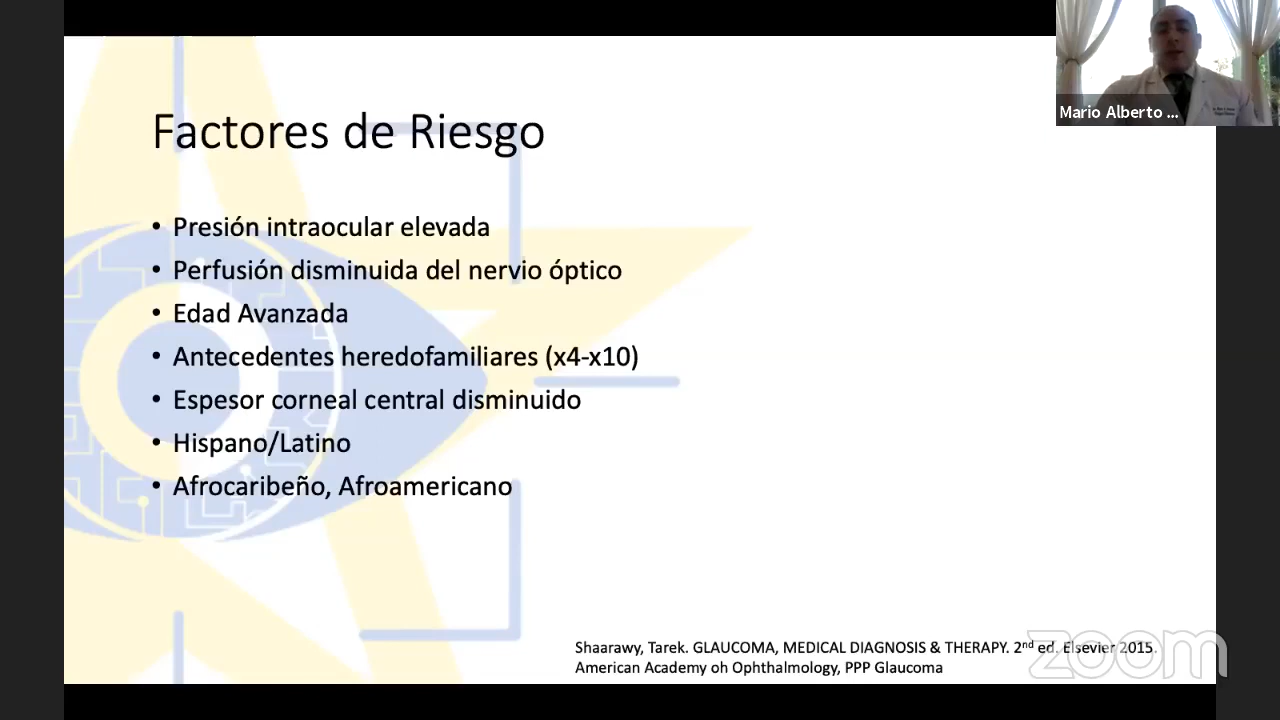 Factores de Riesgo
• Presión intraocular elevada
• Perfusión disminuida del nervio óptico
• Edad Avanzada
• Antecedentes heredofamiliares (x4-x10)
• Espesor corneal central disminuido
• Hispano/Latino
• Afrocaribeño, Afroamericano
Mario Alberto ...
Shaarawy, Tarek. GLAUCOMA, MEDICAL DIAGNOSIS & THERAPY. 2nd ed. Elsevier 2015.
American Academy oh Ophthalmology, PPP Glaucoma
zoom